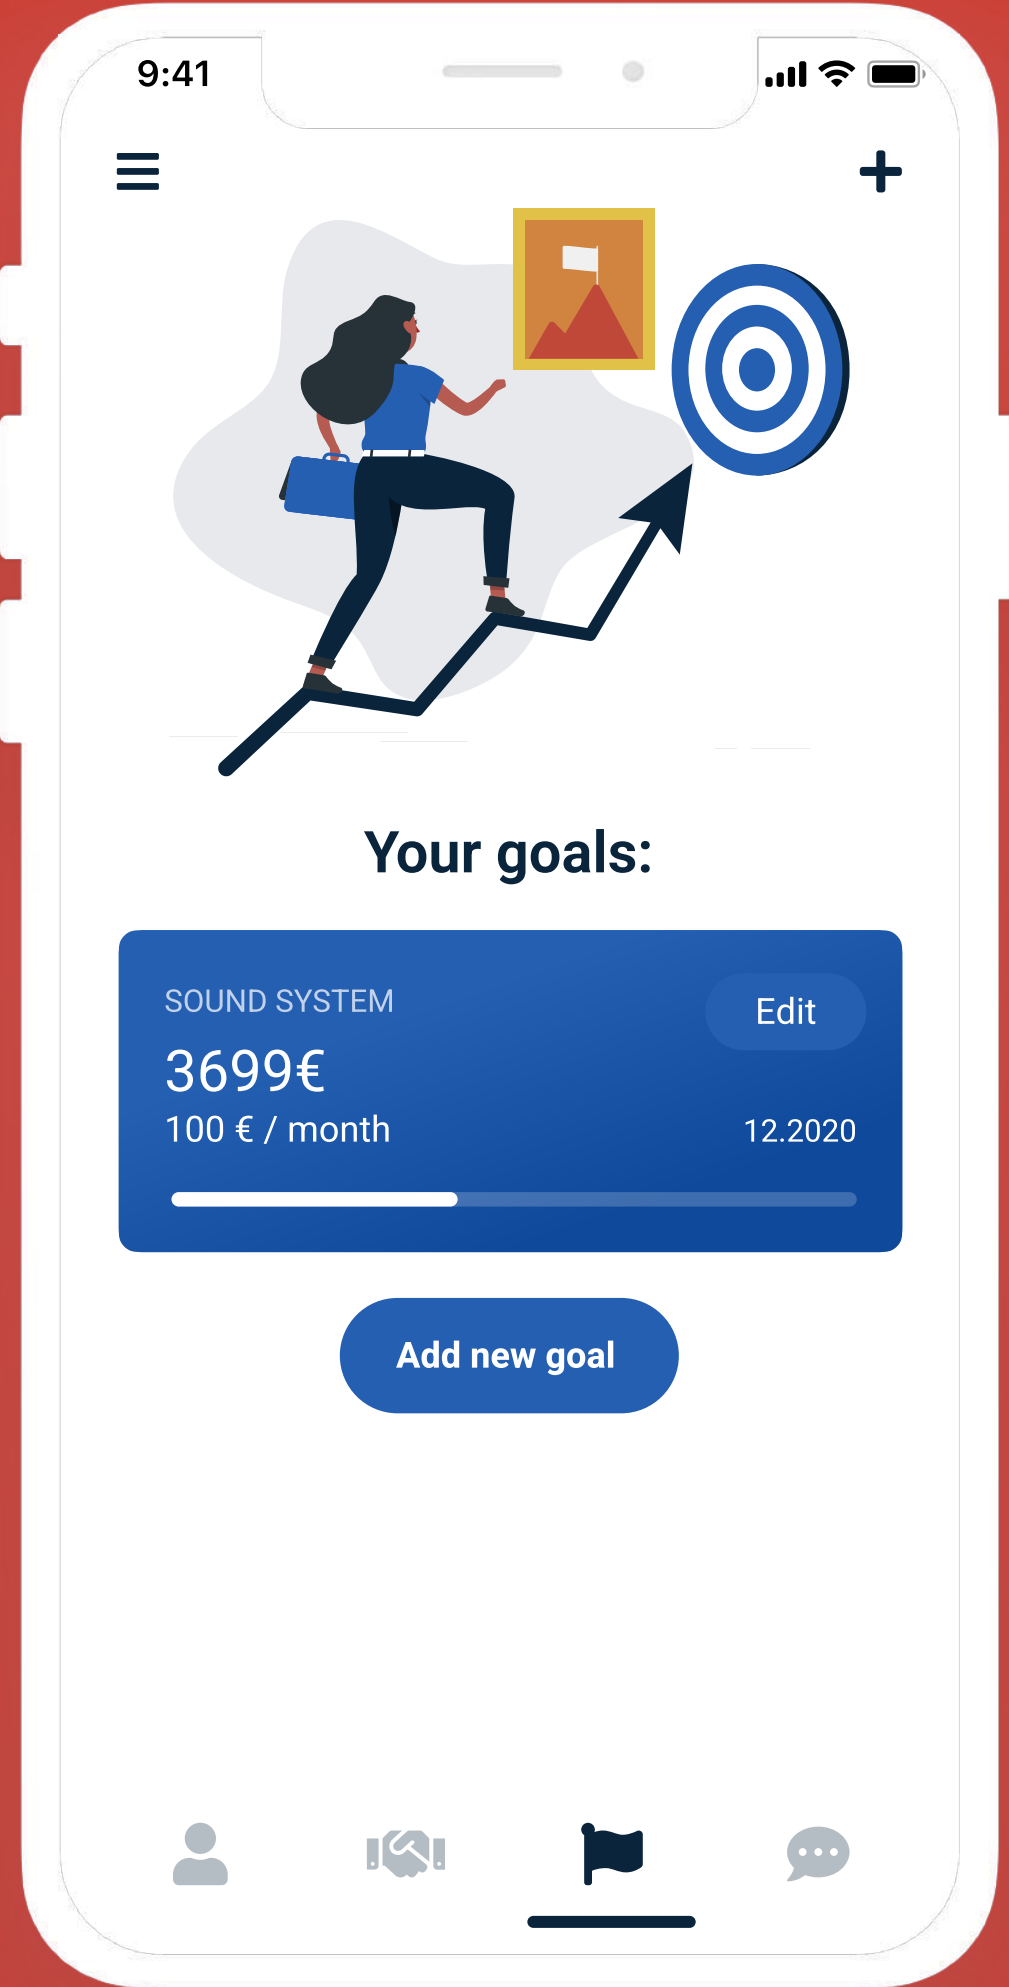 9:41
Your goals:
SOUND SYSTEM
Edit
3699€
100 € / month
12.2020
Add new goal